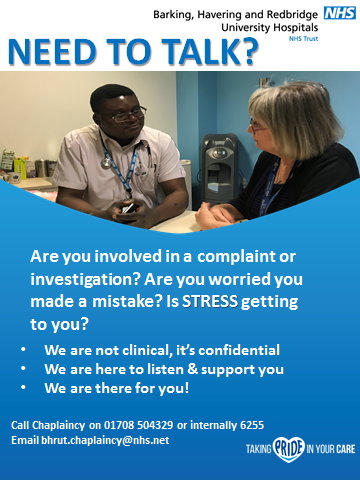 Barking, Havering and Redbridge
University Hospitals
NHS
NHS Trust
NEED TO TALK?
Are you involved in a complaint or
investigation? Are you worried you
made a mistake? Is STRESS getting
to you?
• We are not clinical, it's confidential
• We are here to listen & support you
• We are there for you!
Call Chaplaincy on 01708 504329 or internally 6255
Email bhrut.chaplaincy@nhs.net
TAKING PRIDE IN YOUR CARE